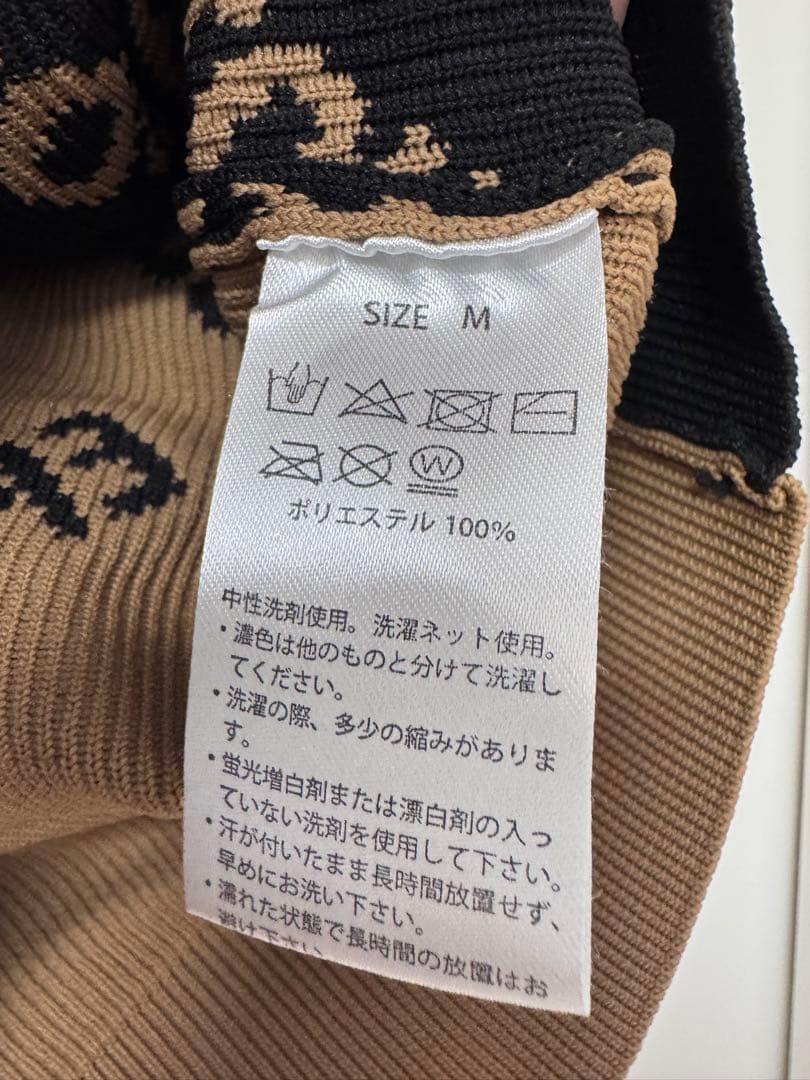 SIZE M
W
ポリエステル 100%
中性洗剤使用。洗濯ネット使用。
・濃色は他のものと分けて洗濯し
てください。
・洗濯の際、多少の縮みがありま
す。
・蛍光増白剤または漂白剤の入っ
ていない洗剤を使用して下さい。
・汗が付いたまま長時間放置せず、
早めにお洗い下さい。
・濡れた状態で長時間の放置はお
避け下さい